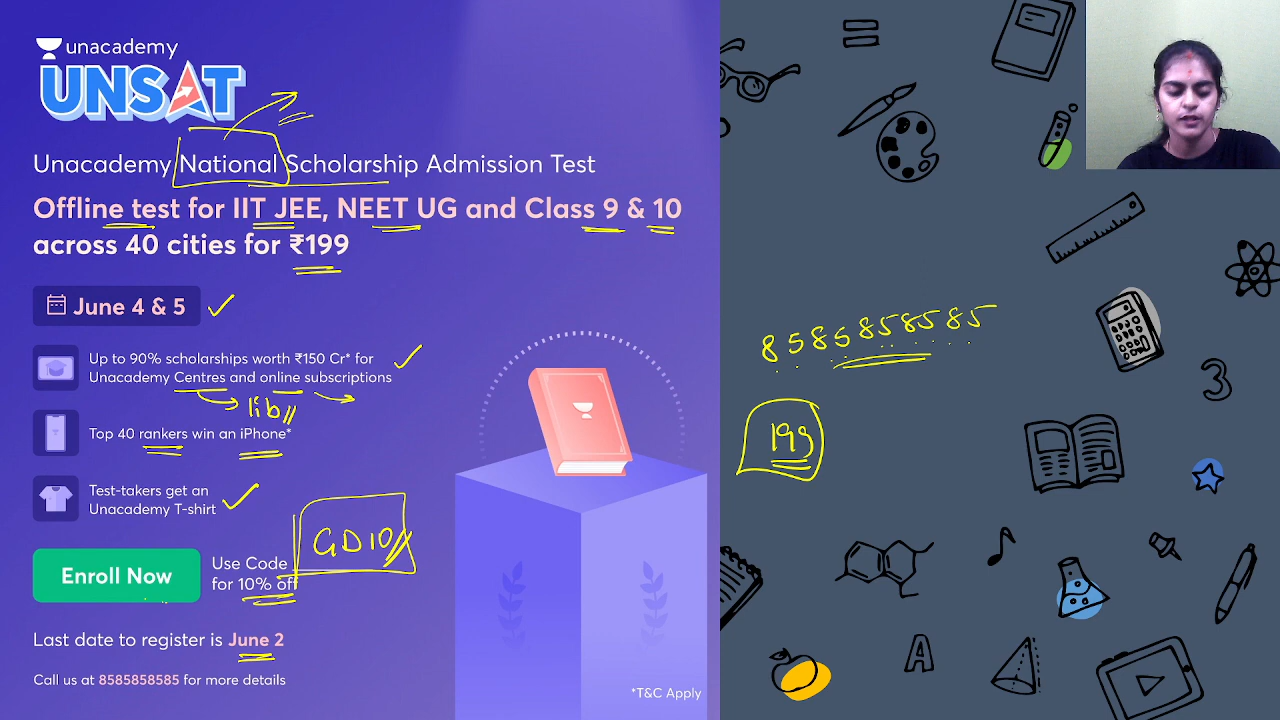 unacademy
UNSAT
Unacademy National Scholarship Admission Test
Offline test for IIT JEE, NEET UG and Class 9 & 10
across 40 cities for ₹199
June 4 & 5
Up to 90% scholarships worth ₹150 Cr* for
Unacademy Centres and online subscriptions
lib
Top 40 rankers win an iPhone*
Test-takers get an
Unacademy T-shirt
GD10
Enroll Now
Use Code
for 10% off
Last date to register is June 2
Call us at 8585858585 for more details
*T&C Apply
8585858585
199
3
A